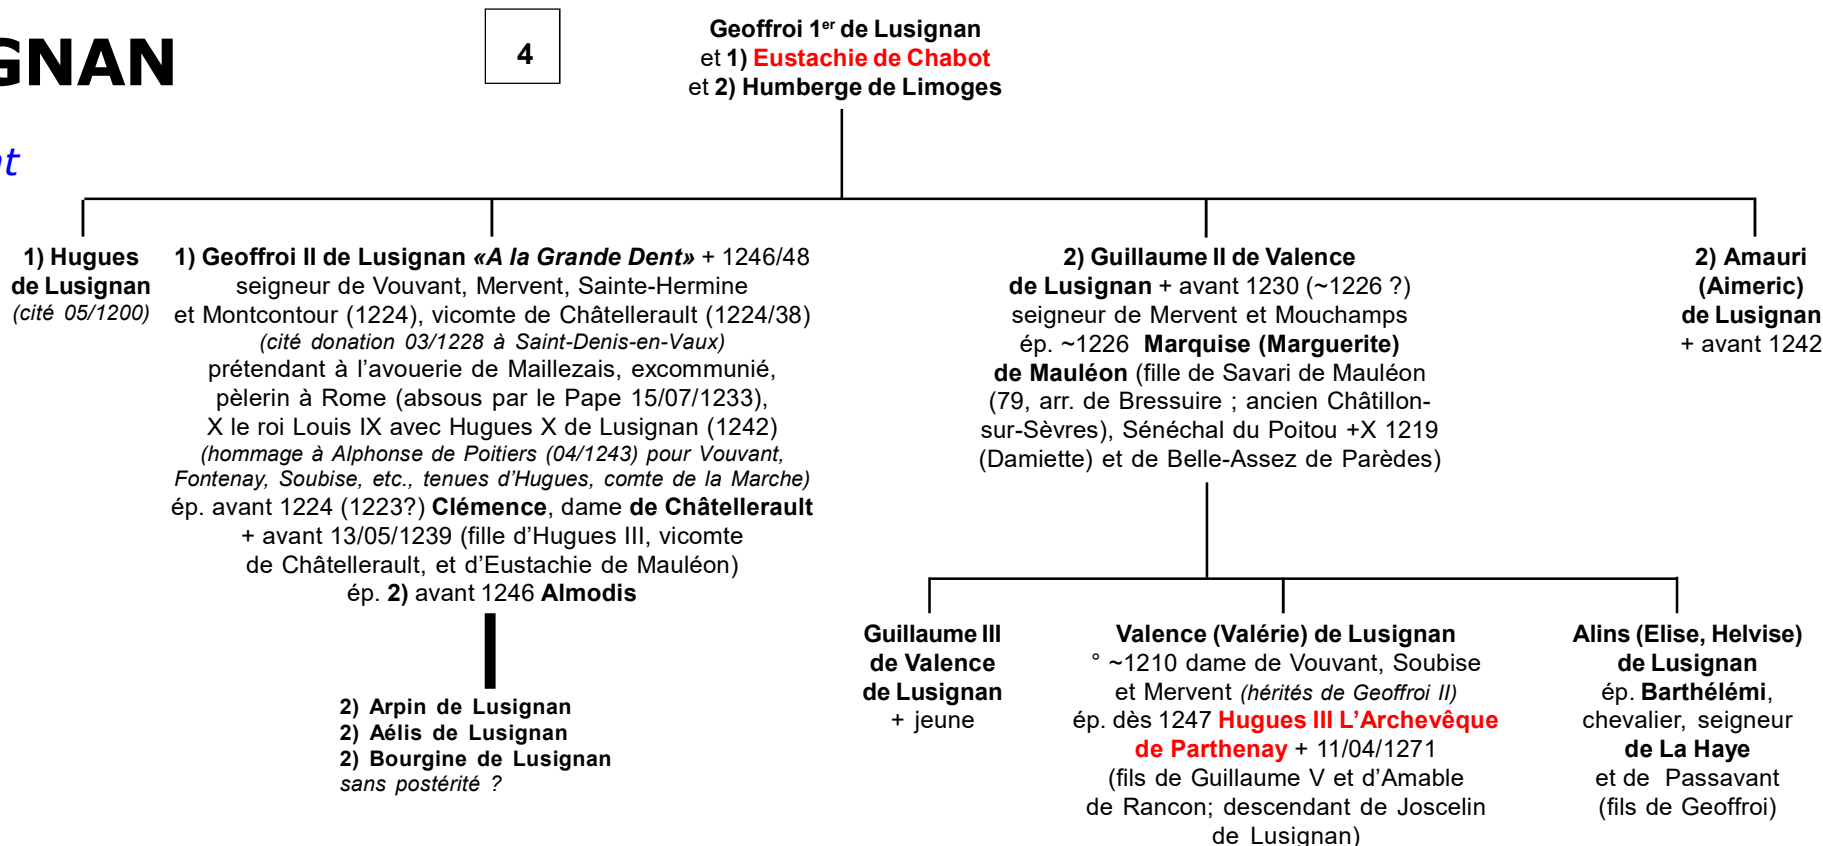 GNAN
nt
4
Geoffroi 1er de Lusignan
et 1) Eustachie de Chabot
et 2) Humberge de Limoges
1) Hugues
de Lusignan
(cité 05/1200)
1) Geoffroi II de Lusignan «A la Grande Dent» + 1246/48
seigneur de Vouvant, Mervent, Sainte-Hermine
et Montcontour (1224), vicomte de Châtellerault (1224/38)
(cité donation 03/1228 à Saint-Denis-en-Vaux)
prétendant à l'avouerie de Maillezais, excommunié,
pèlerin à Rome (absous par le Pape 15/07/1233),
X le roi Louis IX avec Hugues X de Lusignan (1242)
(hommage à Alphonse de Poitiers (04/1243) pour Vouvant,
Fontenay, Soubise, etc., tenues d'Hugues, comte de la Marche)
ép. avant 1224 (1223?) Clémence, dame de Châtellerault
+ avant 13/05/1239 (fille d'Hugues III, vicomte
de Châtellerault, et d'Eustachie de Mauléon)
ép. 2) avant 1246 Almodis
2) Arpin de Lusignan
2) Aélis de Lusignan
2) Bourgine de Lusignan
sans postérité ?
2) Guillaume II de Valence
de Lusignan + avant 1230 (~1226 ?)
seigneur de Mervent et Mouchamps
ép. ~1226 Marquise (Marguerite)
de Mauléon (fille de Savari de Mauléon
(79, arr. de Bressuire ; ancien Châtillon-
sur-Sèvres), Sénéchal du Poitou +X 1219
(Damiette) et de Belle-Assez de Parèdes)
2) Amauri
(Aimeric)
de Lusignan
+ avant 1242
Guillaume III
de Valence
de Lusignan
+ jeune
Valence (Valérie) de Lusignan
° ~1210 dame de Vouvant, Soubise
et Mervent (hérités de Geoffroi II)
ép. dès 1247 Hugues III L'Archevêque
de Parthenay + 11/04/1271
(fils de Guillaume V et d'Amable
de Rancon; descendant de Joscelin
de Lusignan)
Alins (Elise, Helvise)
de Lusignan
ép. Barthélémi,
chevalier, seigneur
de La Haye
et de Passavant
(fils de Geoffroi)